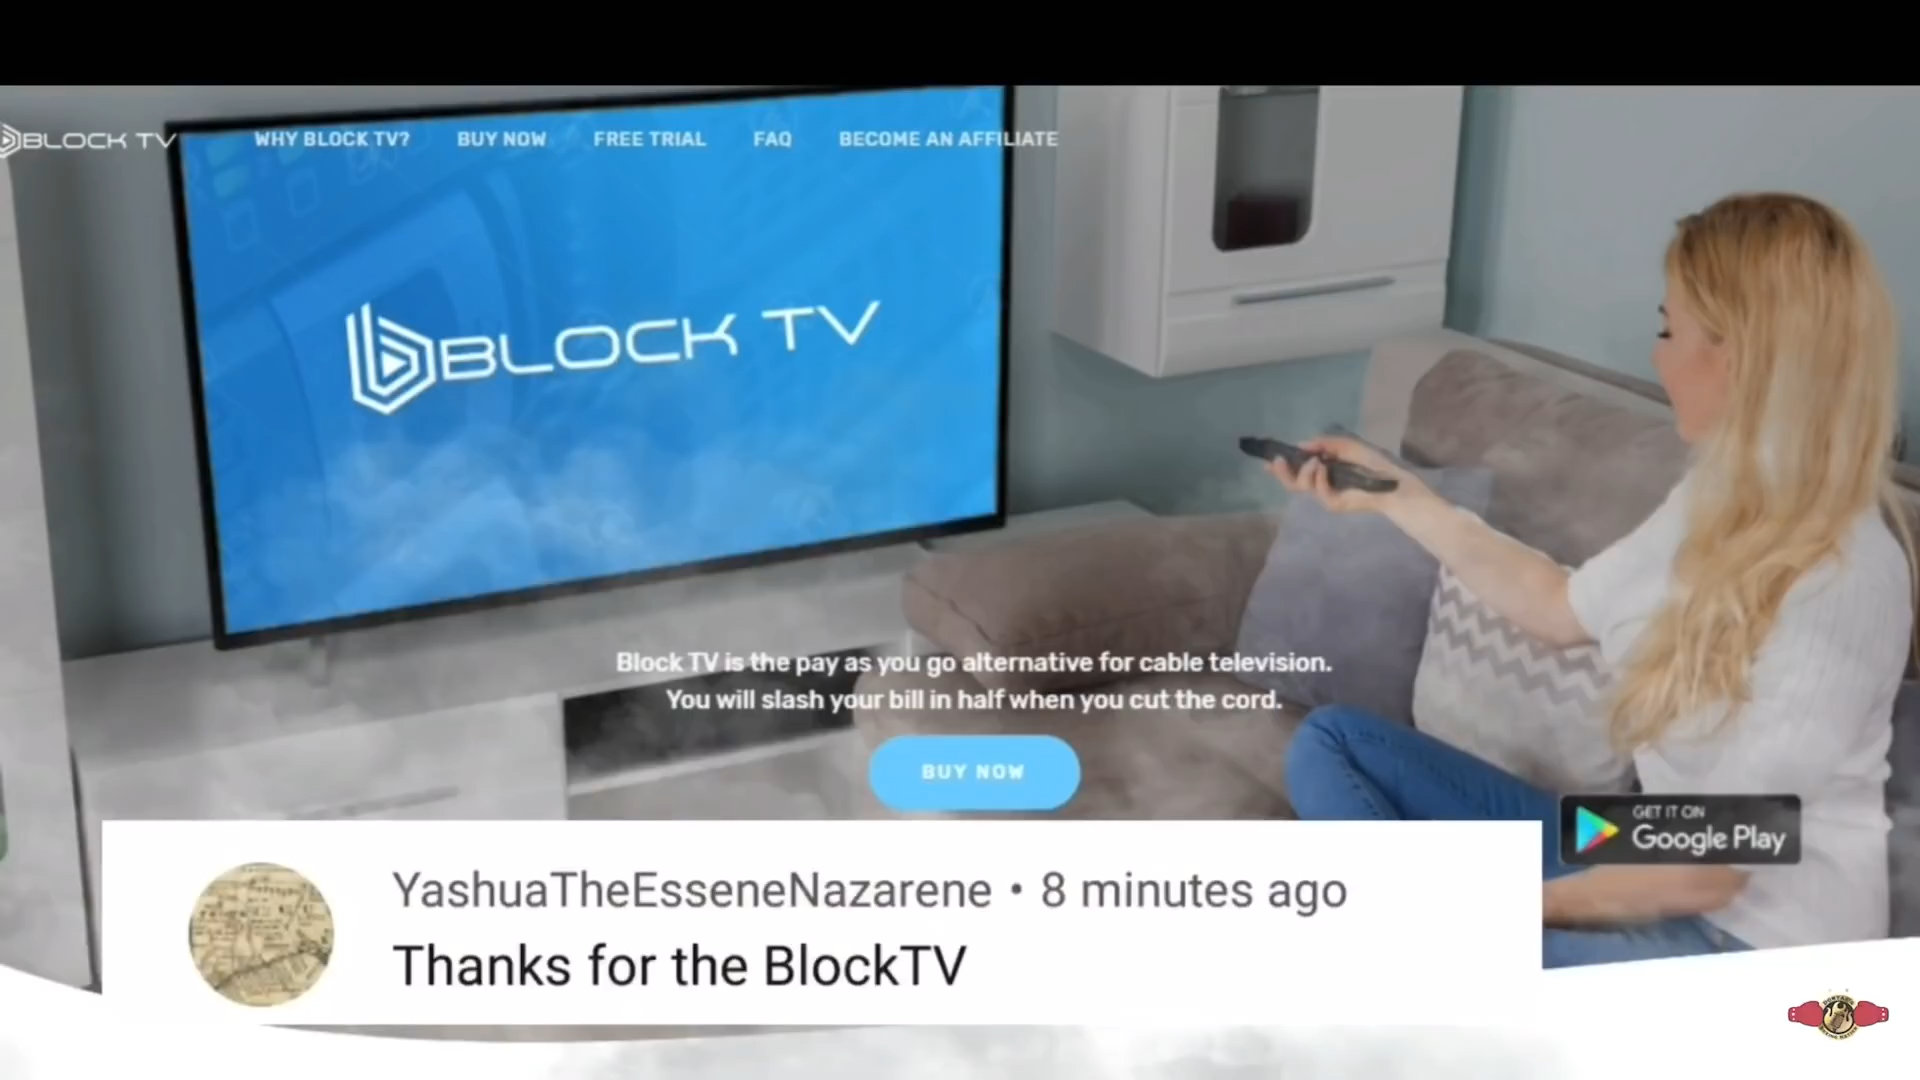 BLOCK TV
WHY BLOCK TV?
BUY NOW
FREE TRIAL
FAQ
BECOME AN AFFILIATE
BLOCK TV
Block TV is the pay as you go alternative for cable television.
You will slash your bill in half when you cut the cord.
BUY NOW
GET IT ON
Google Play
YashuaTheEsseneNazarene • 8 minutes ago
Thanks for the BlockTV